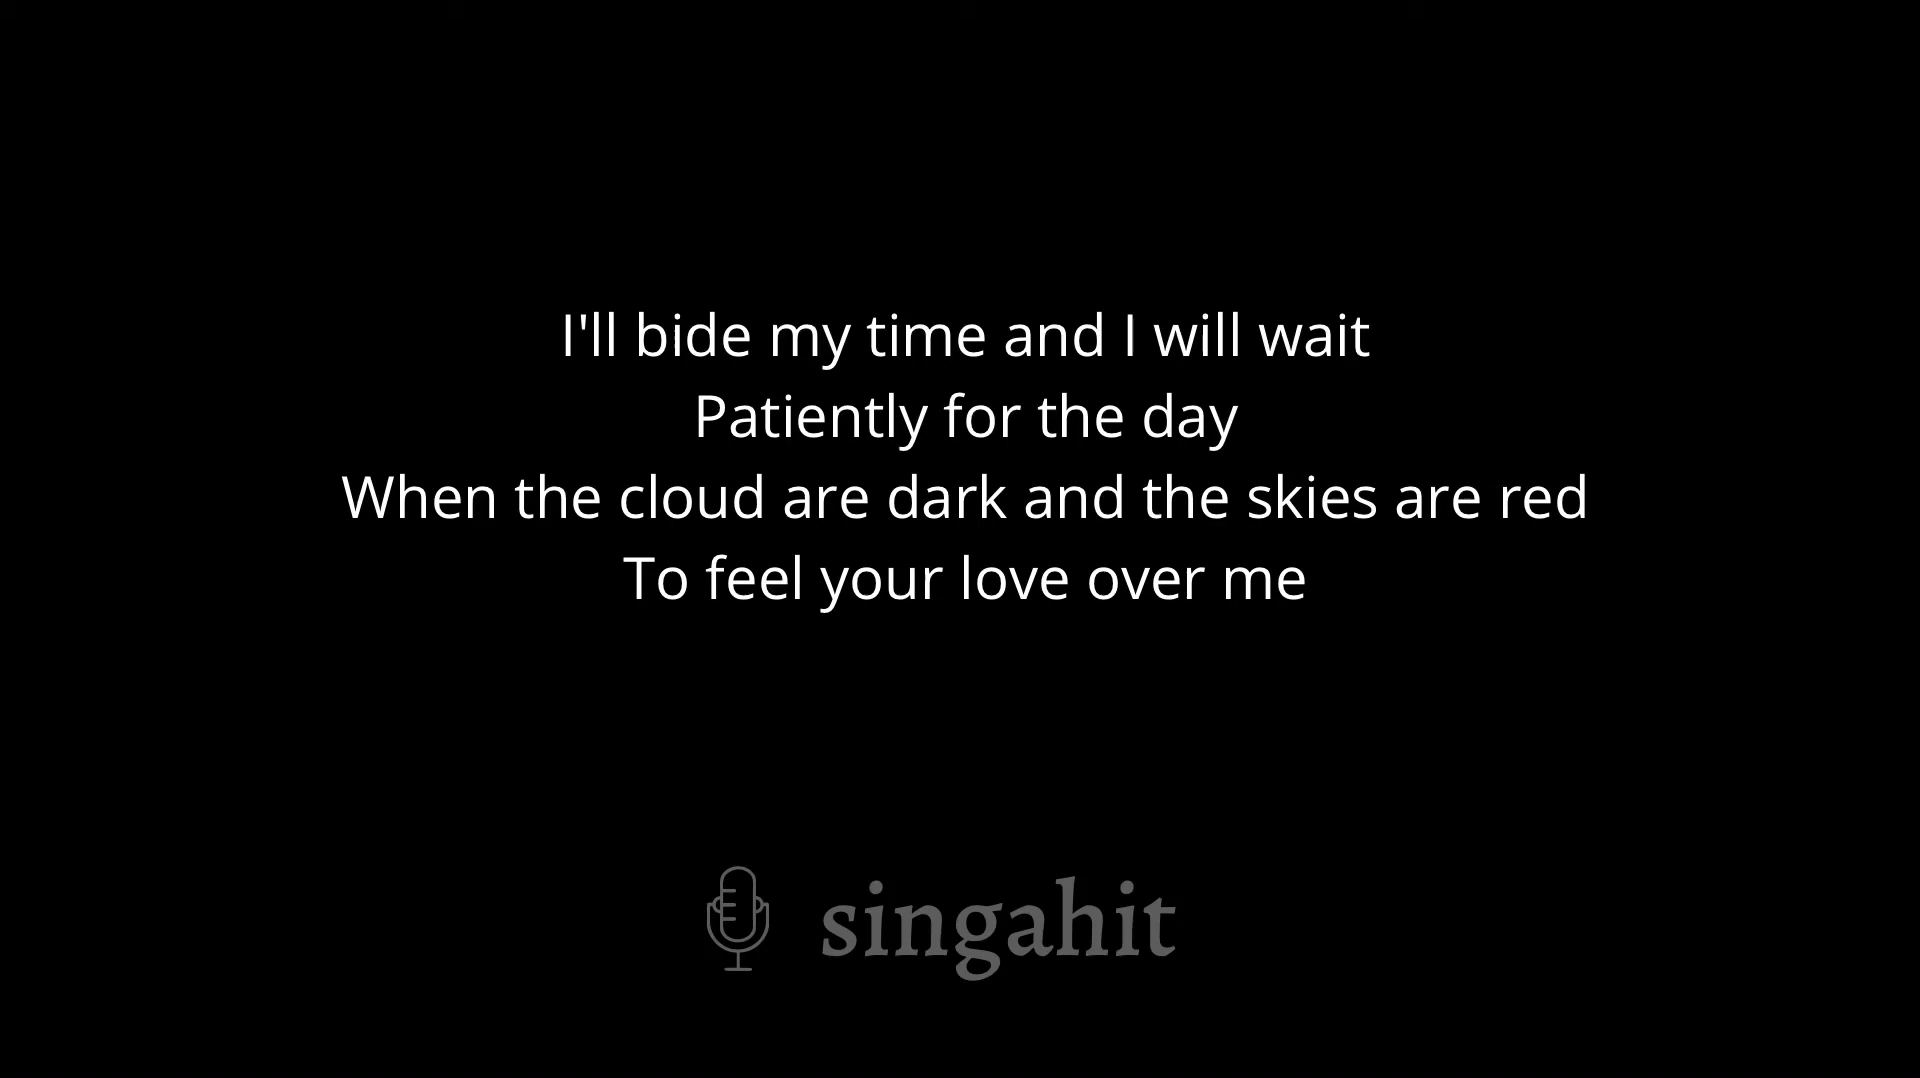 I'll bide my time and I will wait
Patiently for the day
When the cloud are dark and the skies are red
To feel your love over me
singahit